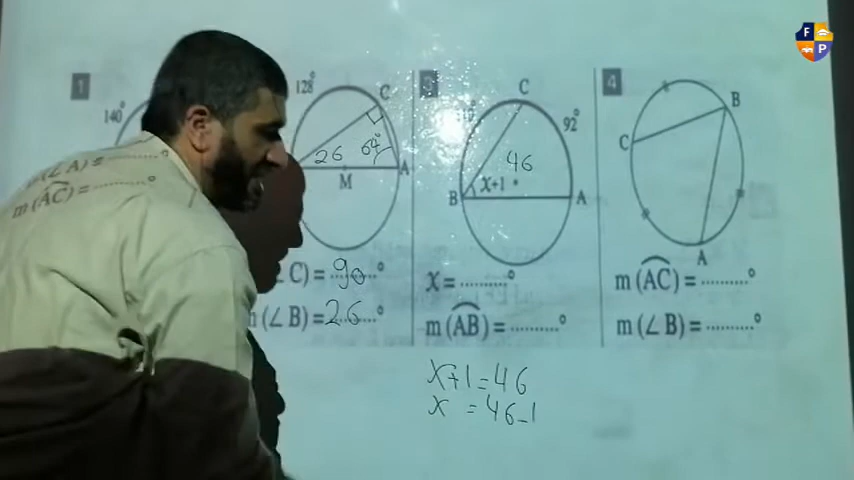 F P
1
140°
m(∠A) =
m(AC) =
128°
C
26
64°
M
A
∠C) = 90°
m(∠B) = 26°
3
C
92°
46
x+1
B
A
x = ........°
m(AB) = ........°
4
B
C
A
m(AC) = ........°
m(∠B) = ........°
x+1=46
x =46-1